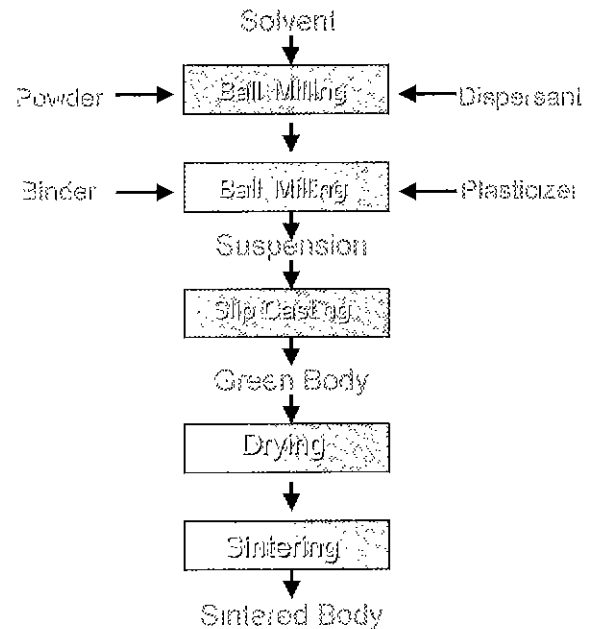 Solvent
Powder
Ball Milling
Dispersant
Binder
Ball Milling
Plasticizer
Suspension
Slip Casting
Green Body
Drying
Sintering
Sintered Body